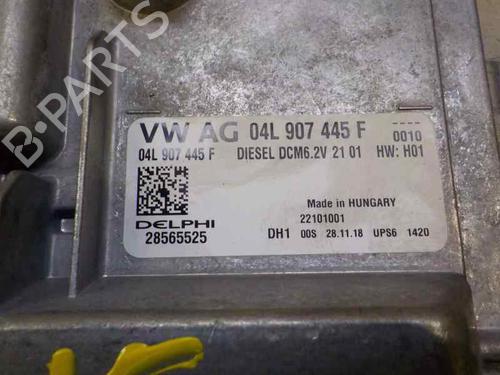 B-PARTS
VW AG 04L 907 445 F 0010
04L 907 445 F DIESEL DCM6.2V 21 01 HW: H01
Made in HUNGARY
22101001
DELPHI
28565525 DH1 00S 28.11.18 UPS6 1420